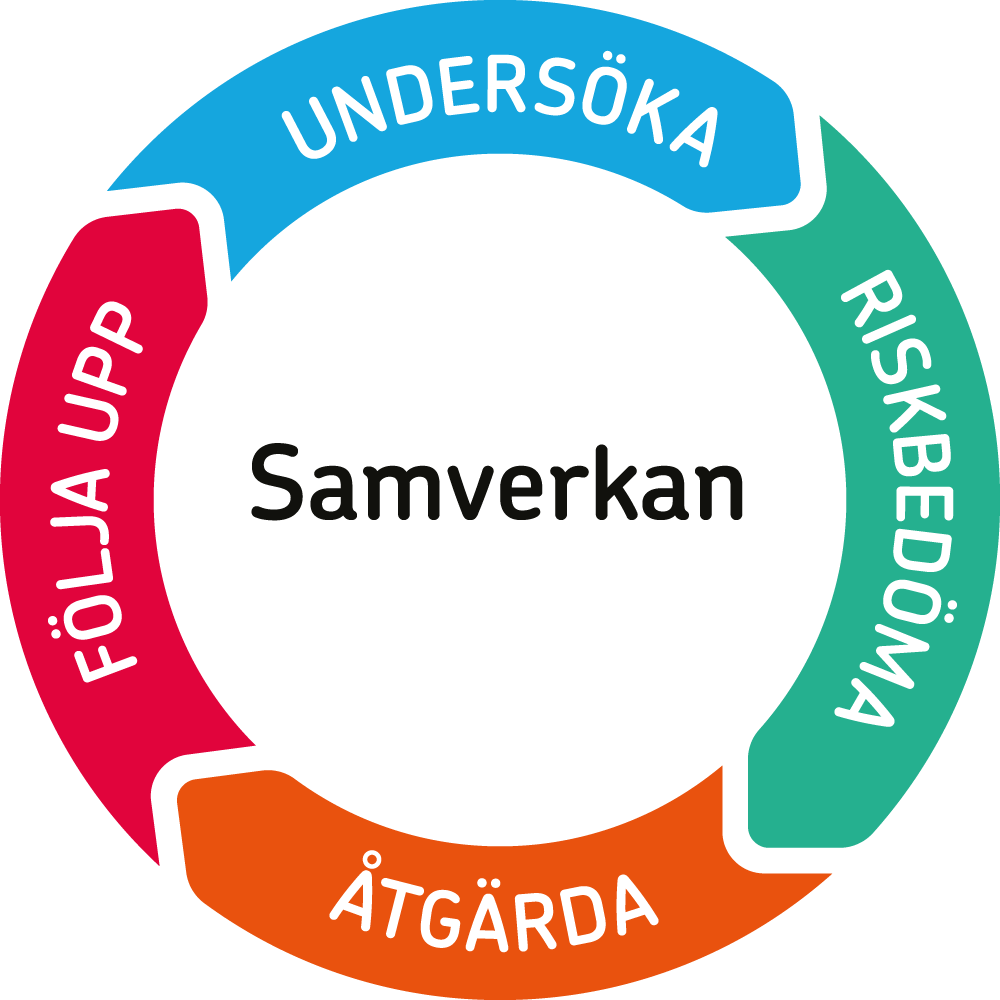 UNDERSÖKA
RISKBEDÖMA
ÅTGÄRDA
FÖLJA UPP
Samverkan